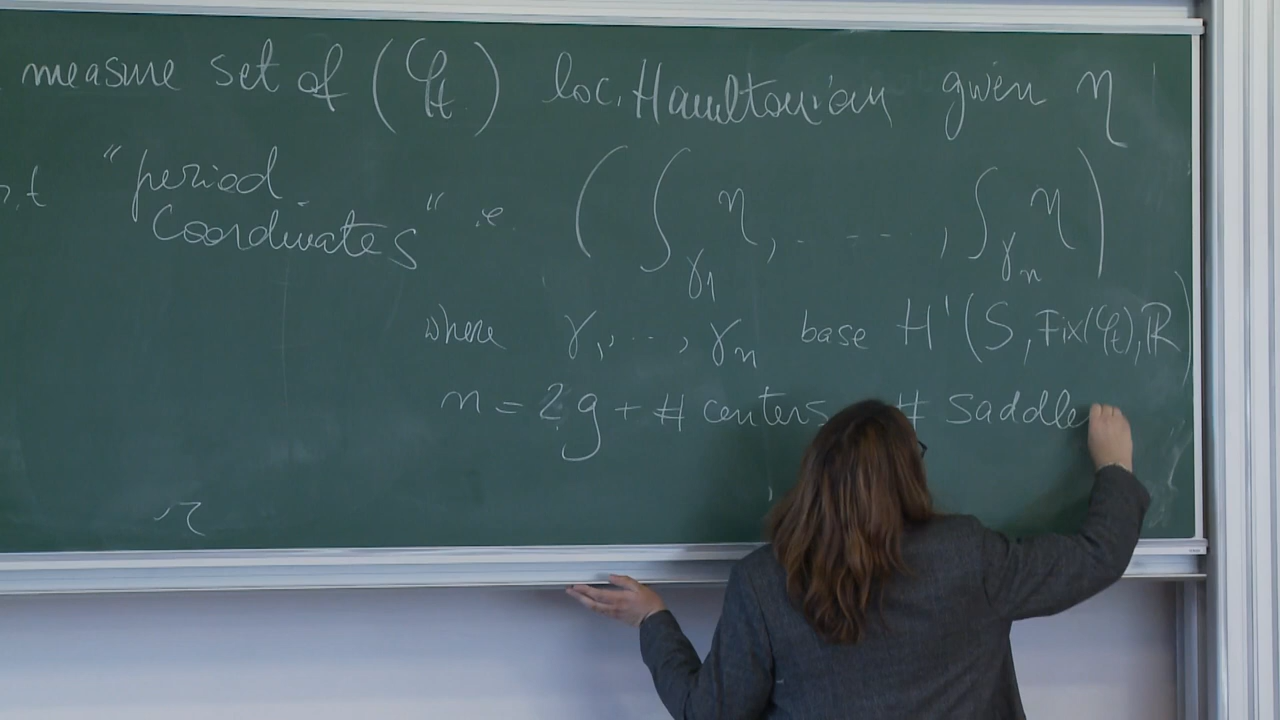 measure set of (φt) loc. Hamiltonian given η
r.t "period coordinates" i.e. ( ∫γ1 η, . - - - , ∫γn η )
where γ1, . . . , γn base H¹(S, Fix(φt), ℝ)
n = 2g + # centers # saddle